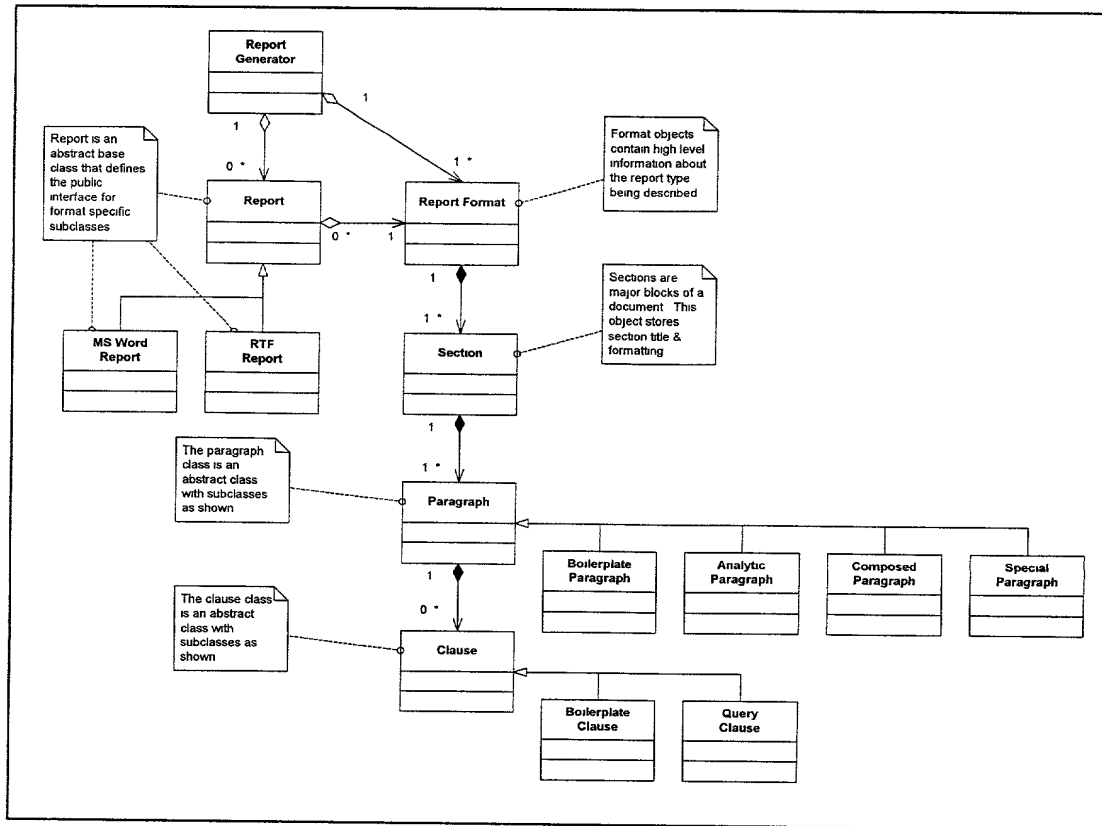 Report
Generator
1
1
Report is an
abstract base
class that defines
the public
interface for
format specific
subclasses
Format objects
contain high level
information about
the report type
being described
0 *
1 *
Report
Report Format
0 *
1
1
Sections are
major blocks of a
document This
object stores
section title &
formatting
1 *
MS Word
Report
RTF
Report
Section
1
The paragraph
class is an
abstract class
with subclasses
as shown
1 *
Paragraph
Boilerplate
Paragraph
Analytic
Paragraph
Composed
Paragraph
Special
Paragraph
1
The clause class
is an abstract
class with
subclasses as
shown
0 *
Clause
Boilerplate
Clause
Query
Clause